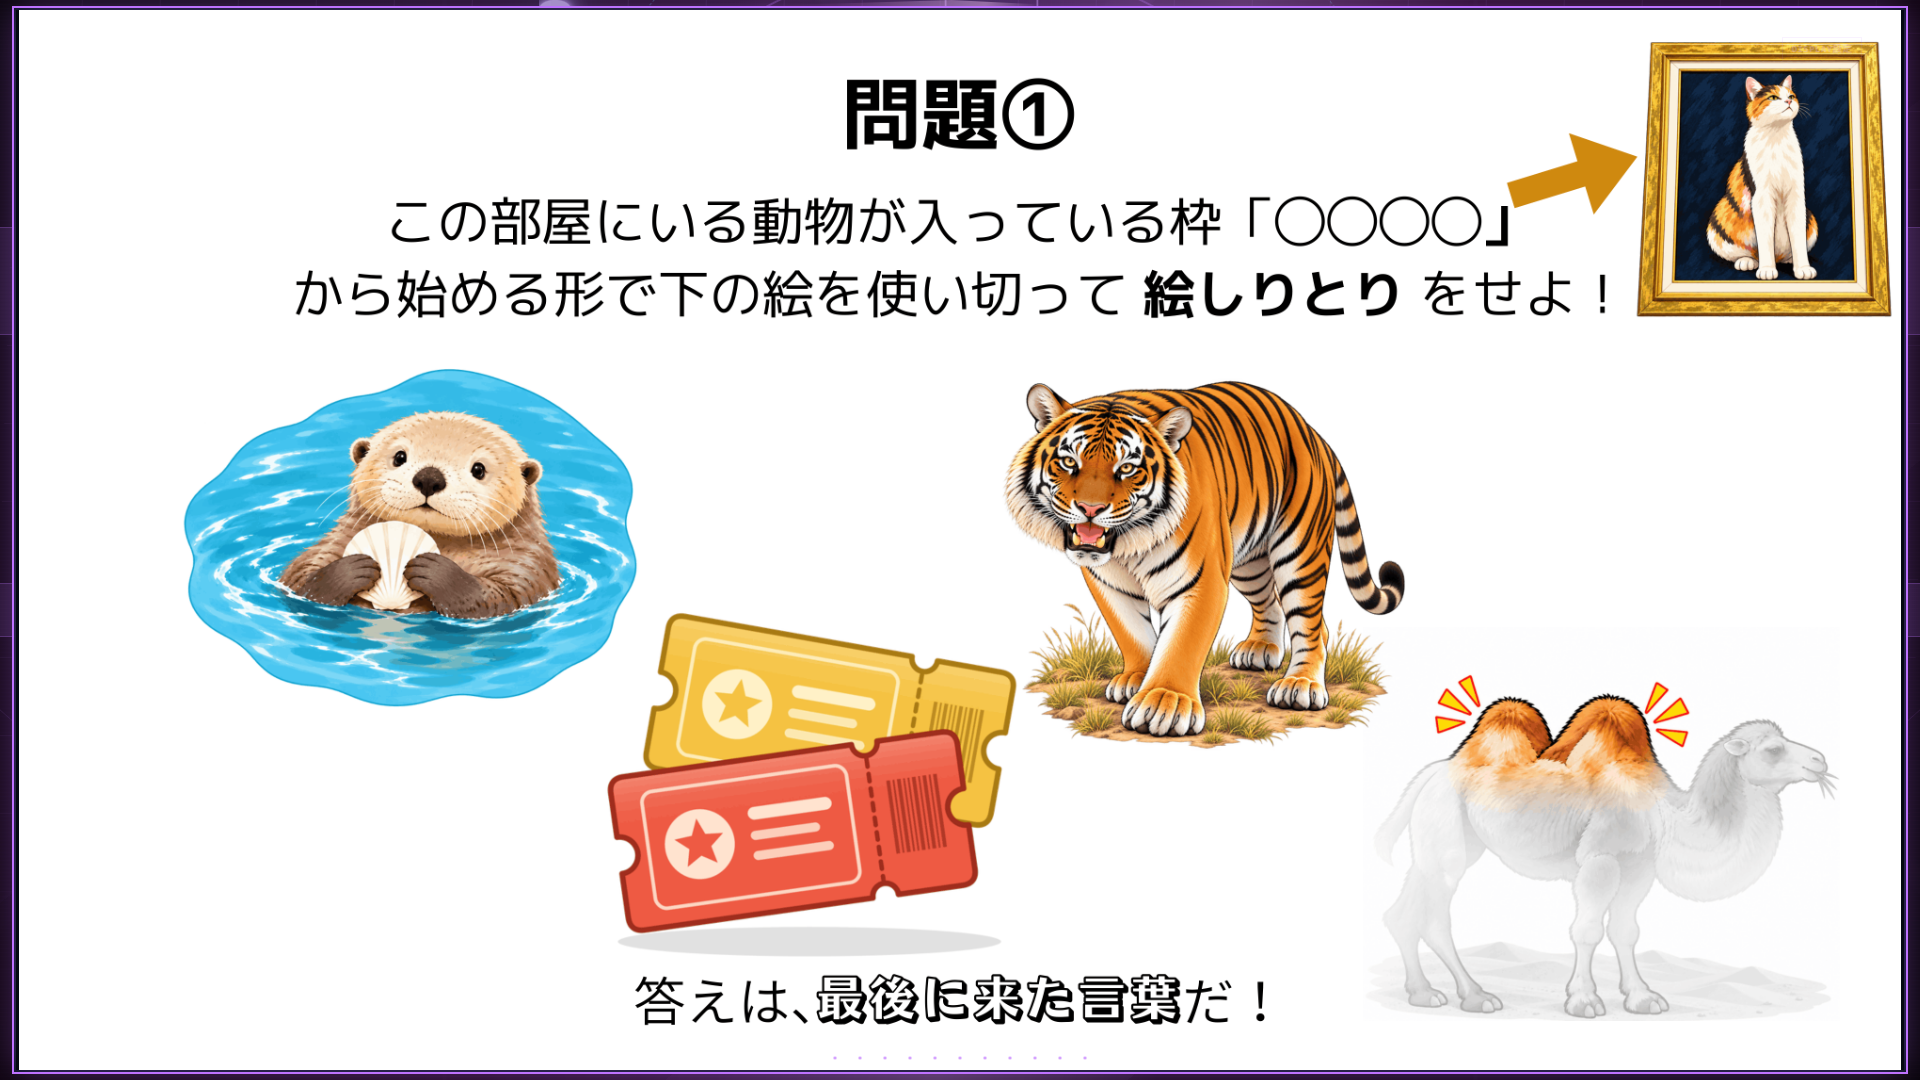 問題①
この部屋にいる動物が入っている枠「〇〇〇〇」
から始める形で下の絵を使い切って 絵しりとり をせよ！
答えは、最後に来た言葉だ！